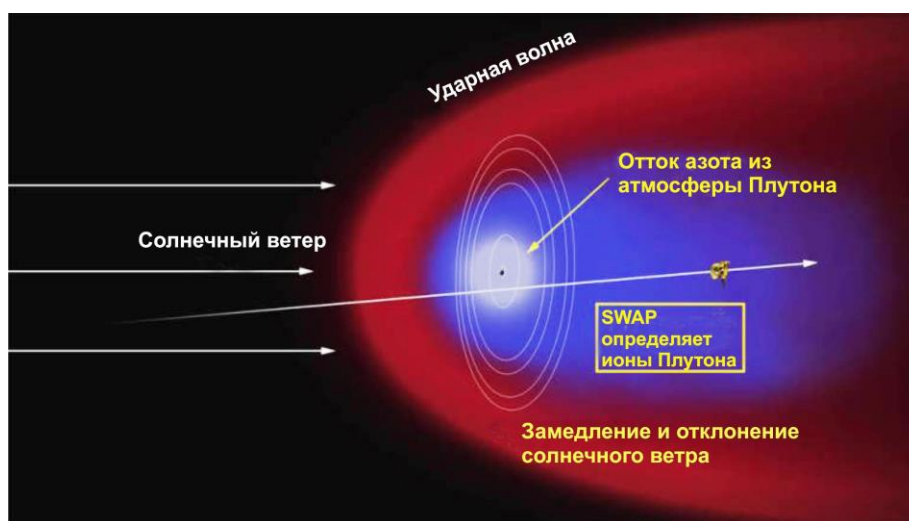 Ударная волна
Отток азота из
атмосферы Плутона
Солнечный ветер
SWAP
определяет
ионы Плутона
Замедление и отклонение
солнечного ветра